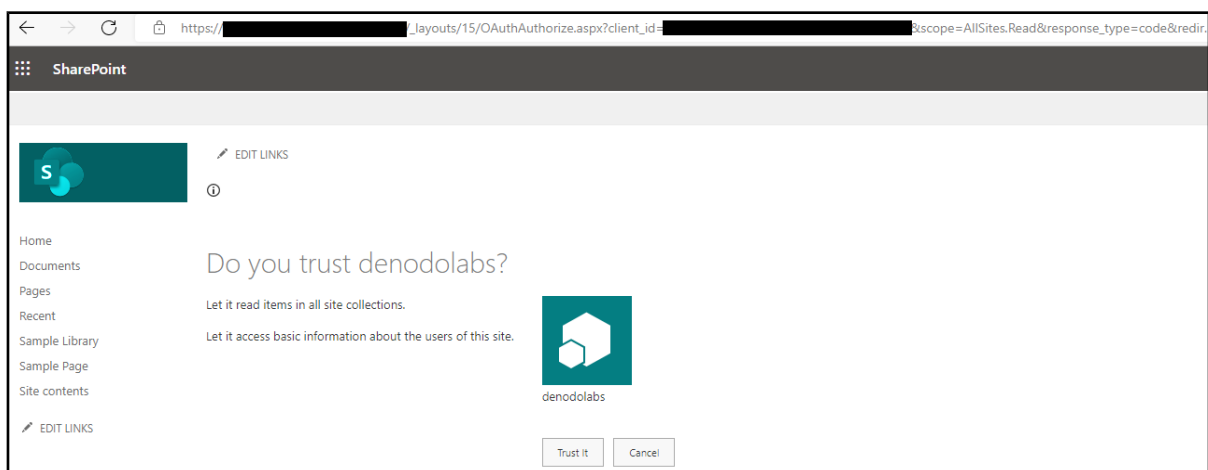 https:// /_layouts/15/OAuthAuthorize.aspx?client_id= &scope=AllSites.Read&response_type=code&redir.
SharePoint
EDIT LINKS
S
Home
Documents
Pages
Recent
Sample Library
Sample Page
Site contents
EDIT LINKS
Do you trust denodolabs?
Let it read items in all site collections.
Let it access basic information about the users of this site.
denodolabs
Trust It Cancel